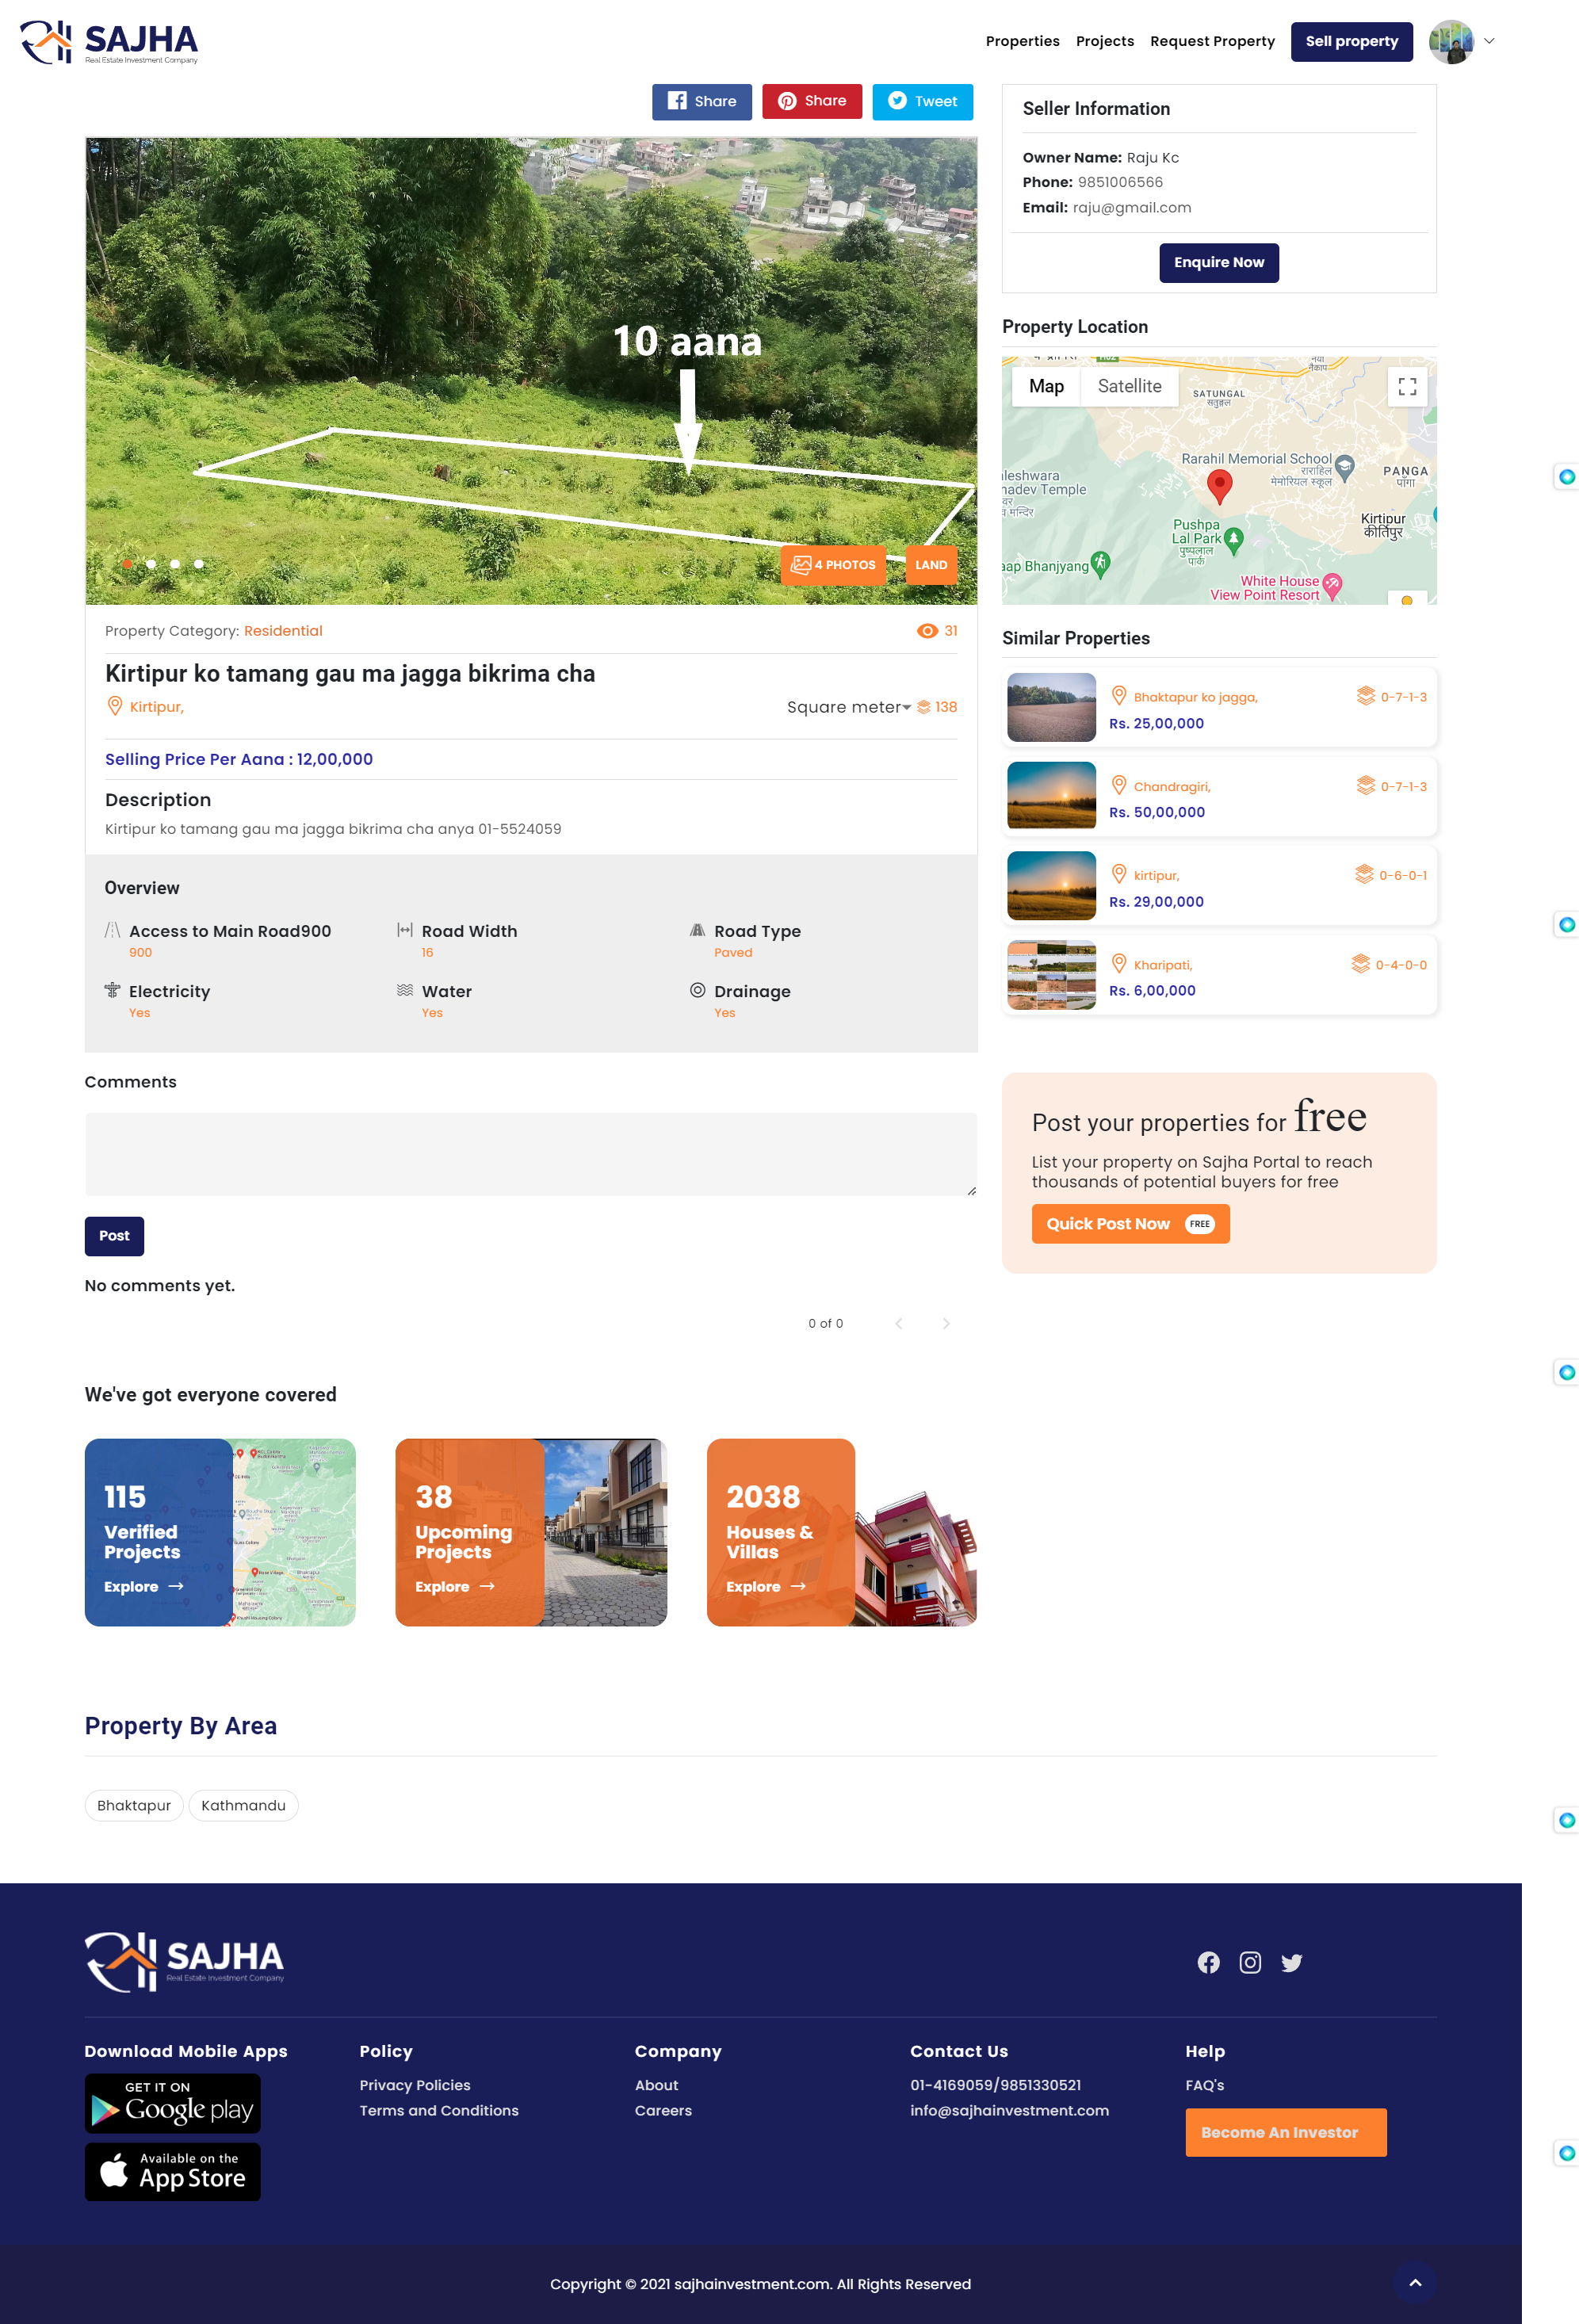 SAJHA
Real Estate Investment Company
Properties
Projects
Request Property
Sell property
Share
Share
Tweet
10 aana
4 PHOTOS
LAND
Property Category: Residential
31
Kirtipur ko tamang gau ma jagga bikrima cha
Kirtipur,
Square meter
138
Selling Price Per Aana : 12,00,000
Description
Kirtipur ko tamang gau ma jagga bikrima cha anya 01-5524059
Overview
Access to Main Road900
900
Road Width
16
Road Type
Paved
Electricity
Yes
Water
Yes
Drainage
Yes
Comments
Post
No comments yet.
0 of 0
Seller Information
Owner Name: Raju Kc
Phone: 9851006566
Email: raju@gmail.com
Enquire Now
Property Location
Map
Satellite
SATUNGAL
सतुङ्गल
Rarahil Memorial School
राराहिल
मेमोरियल स्कूल
PANGA
पांगा
Kirtipur
कीर्तिपुर
Pushpa
Lal Park
पुष्पलाल
पार्क
aap Bhanjyang
White House
View Point Resort
Similar Properties
Bhaktapur ko jagga,
0-7-1-3
Rs. 25,00,000
Chandragiri,
0-7-1-3
Rs. 50,00,000
kirtipur,
0-6-0-1
Rs. 29,00,000
Kharipati,
0-4-0-0
Rs. 6,00,000
Post your properties for free
List your property on Sajha Portal to reach
thousands of potential buyers for free
Quick Post Now
FREE
We've got everyone covered
115
Verified
Projects
Explore
38
Upcoming
Projects
Explore
2038
Houses &
Villas
Explore
Property By Area
Bhaktapur
Kathmandu
SAJHA
Real Estate Investment Company
Download Mobile Apps
GET IT ON
Google play
Available on the
App Store
Policy
Privacy Policies
Terms and Conditions
Company
About
Careers
Contact Us
01-4169059/9851330521
info@sajhainvestment.com
Help
FAQ's
Become An Investor
Copyright © 2021 sajhainvestment.com. All Rights Reserved